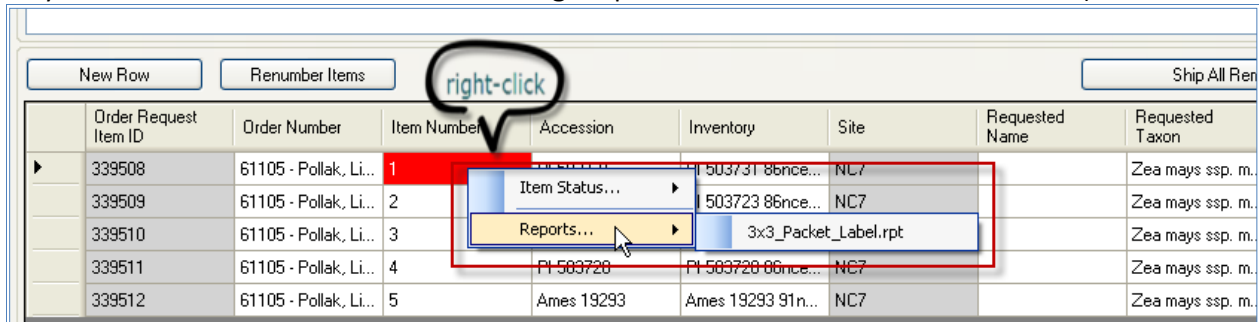 New Row Renumber Items right-click Ship All Ren
Order Request Item ID Order Number Item Number Accession Inventory Site Requested Name Requested Taxon
339508 61105 - Pollak, Li... 1 PI 503731 86nce... NC7 Zea mays ssp. m..
339509 61105 - Pollak, Li... 2 Item Status... PI 503723 86nce... NC7 Zea mays ssp. m..
339510 61105 - Pollak, Li... 3 Reports... 3x3_Packet_Label.rpt Zea mays ssp. m..
339511 61105 - Pollak, Li... 4 PI 503728 PI 503728 86nce... NC7 Zea mays ssp. m..
339512 61105 - Pollak, Li... 5 Ames 19293 Ames 19293 91n... NC7 Zea mays ssp. m..